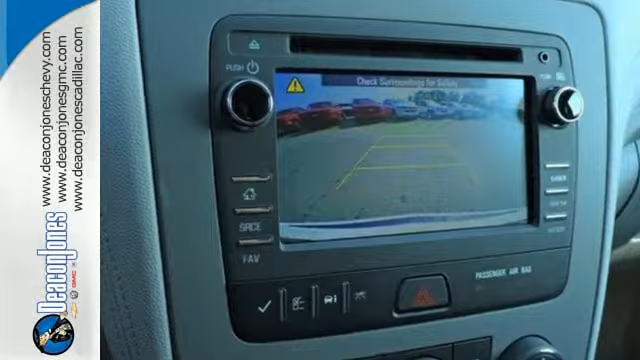 www.deaconjoneschevy.com
www.deaconjonesgmc.com
www.deaconjonescadillac.com
DeaconJones
GMC
PUSH
Check Surroundings for Safety
SRCE
FAV
PASSENGER AIR BAG